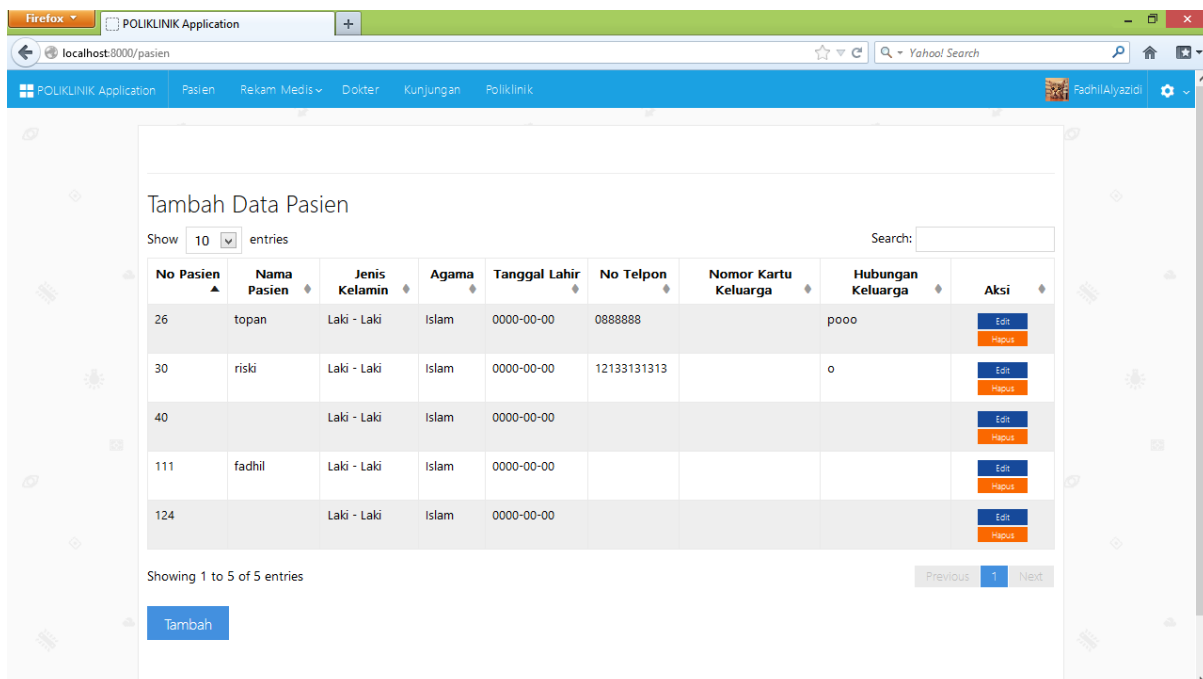 Firefox
POLIKLINIK Application
+
localhost:8000/pasien
Yahoo! Search
POLIKLINIK Application Pasien Rekam Medis Dokter Kunjungan Poliklinik FadhilAlyazidi
Tambah Data Pasien
Show 10 entries Search:
No Pasien Nama Pasien Jenis Kelamin Agama Tanggal Lahir No Telpon Nomor Kartu Keluarga Hubungan Keluarga Aksi
26 topan Laki - Laki Islam 0000-00-00 0888888 pooo Edit
Hapus
30 riski Laki - Laki Islam 0000-00-00 12133131313 o Edit
Hapus
40 Laki - Laki Islam 0000-00-00 Edit
Hapus
111 fadhil Laki - Laki Islam 0000-00-00 Edit
Hapus
124 Laki - Laki Islam 0000-00-00 Edit
Hapus
Showing 1 to 5 of 5 entries Previous 1 Next
Tambah